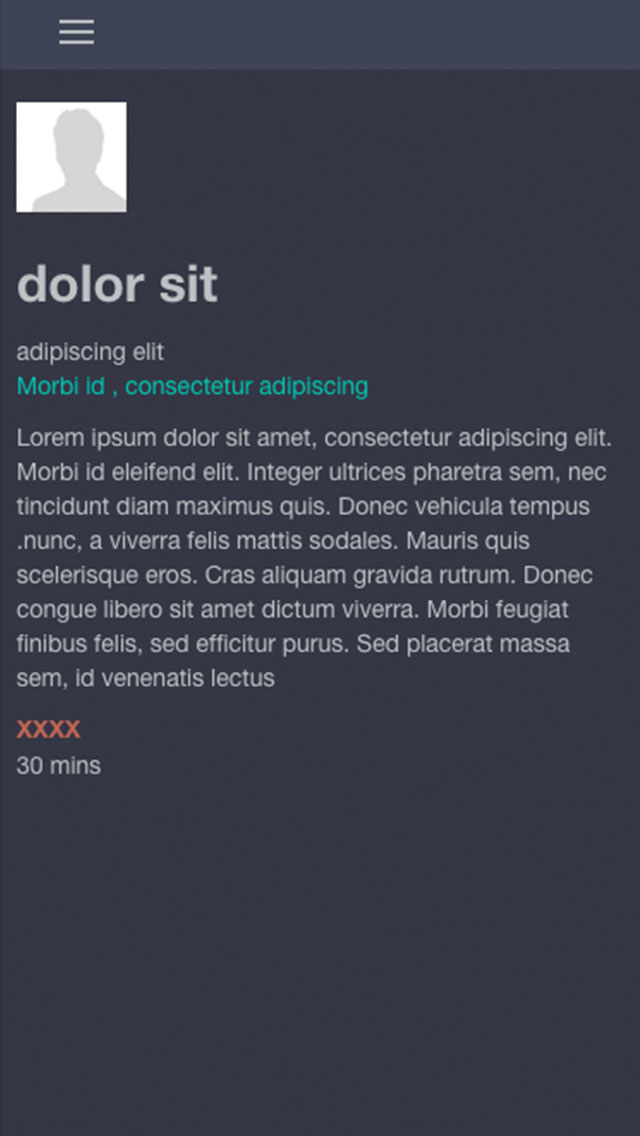 dolor sit
adipiscing elit
Morbi id , consectetur adipiscing
Lorem ipsum dolor sit amet, consectetur adipiscing elit.
Morbi id eleifend elit. Integer ultrices pharetra sem, nec
tincidunt diam maximus quis. Donec vehicula tempus
.nunc, a viverra felis mattis sodales. Mauris quis
scelerisque eros. Cras aliquam gravida rutrum. Donec
congue libero sit amet dictum viverra. Morbi feugiat
finibus felis, sed efficitur purus. Sed placerat massa
sem, id venenatis lectus
XXXX
30 mins